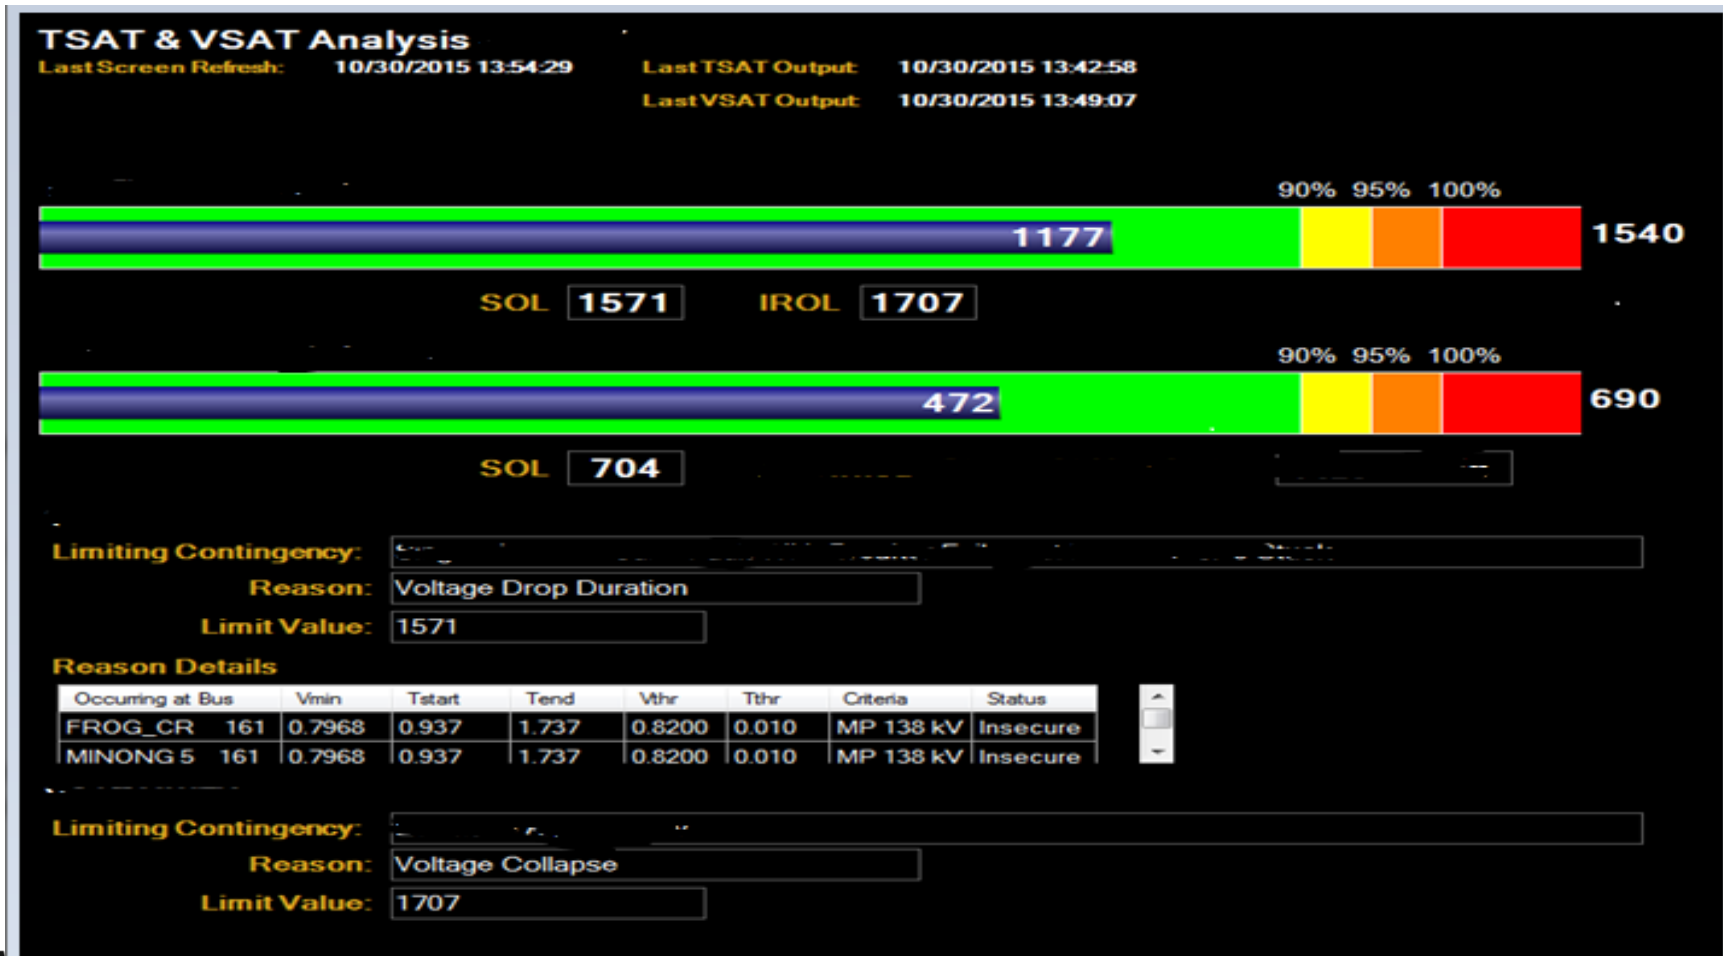 TSAT & VSAT Analysis
Last Screen Refresh: 10/30/2015 13:54:29 Last TSAT Output: 10/30/2015 13:42:58
Last VSAT Output: 10/30/2015 13:49:07
90% 95% 100%
1177 1540
SOL 1571 IROL 1707
90% 95% 100%
472 690
SOL 704
Limiting Contingency:
Reason: Voltage Drop Duration
Limit Value: 1571
Reason Details
Occurring at Bus Vmin Tstart Tend Vthr Tthr Criteria Status
FROG_CR 161 0.7968 0.937 1.737 0.8200 0.010 MP 138 kV Insecure
MINONG 5 161 0.7968 0.937 1.737 0.8200 0.010 MP 138 kV Insecure
Limiting Contingency:
Reason: Voltage Collapse
Limit Value: 1707